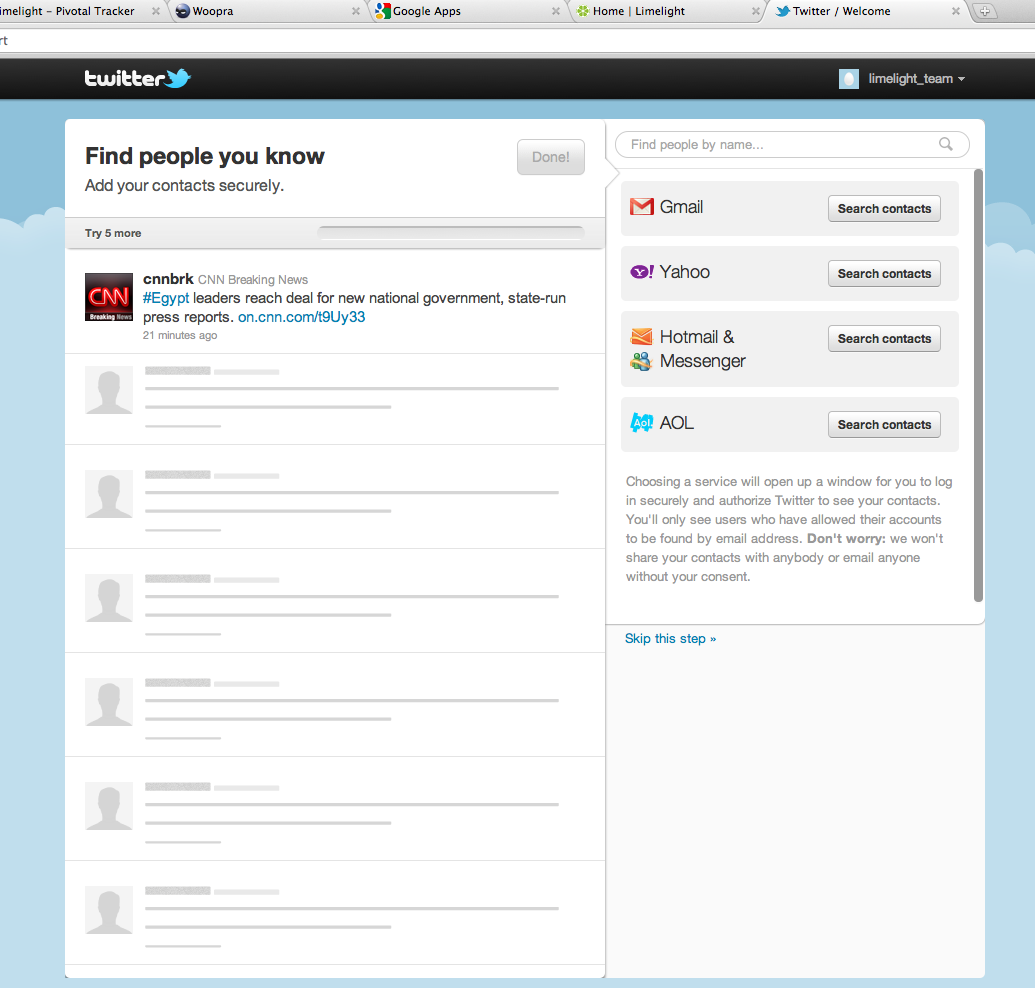 imelight – Pivotal Tracker
Woopra
Google Apps
Home | Limelight
Twitter / Welcome
rt
twitter
limelight_team
Find people you know
Add your contacts securely.
Done!
Try 5 more
CNN
Breaking News
cnnbrk CNN Breaking News
#Egypt leaders reach deal for new national government, state-run
press reports. on.cnn.com/t9Uy33
21 minutes ago
Find people by name...
Gmail
Search contacts
Y! Yahoo
Search contacts
Hotmail &
Messenger
Search contacts
Aol AOL
Search contacts
Choosing a service will open up a window for you to log
in securely and authorize Twitter to see your contacts.
You'll only see users who have allowed their accounts
to be found by email address. Don't worry: we won't
share your contacts with anybody or email anyone
without your consent.
Skip this step »